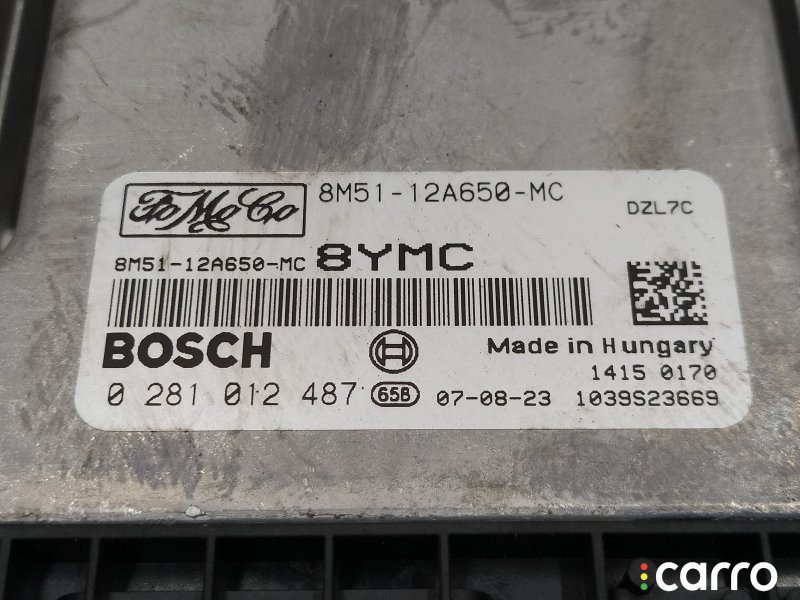 FoMoCo 8M51-12A650-MC
DZL7C
8M51-12A650-MC 8YMC
BOSCH
Made in Hungary
1415 0170
0 281 012 487 65B 07-08-23 1039S23669
carro